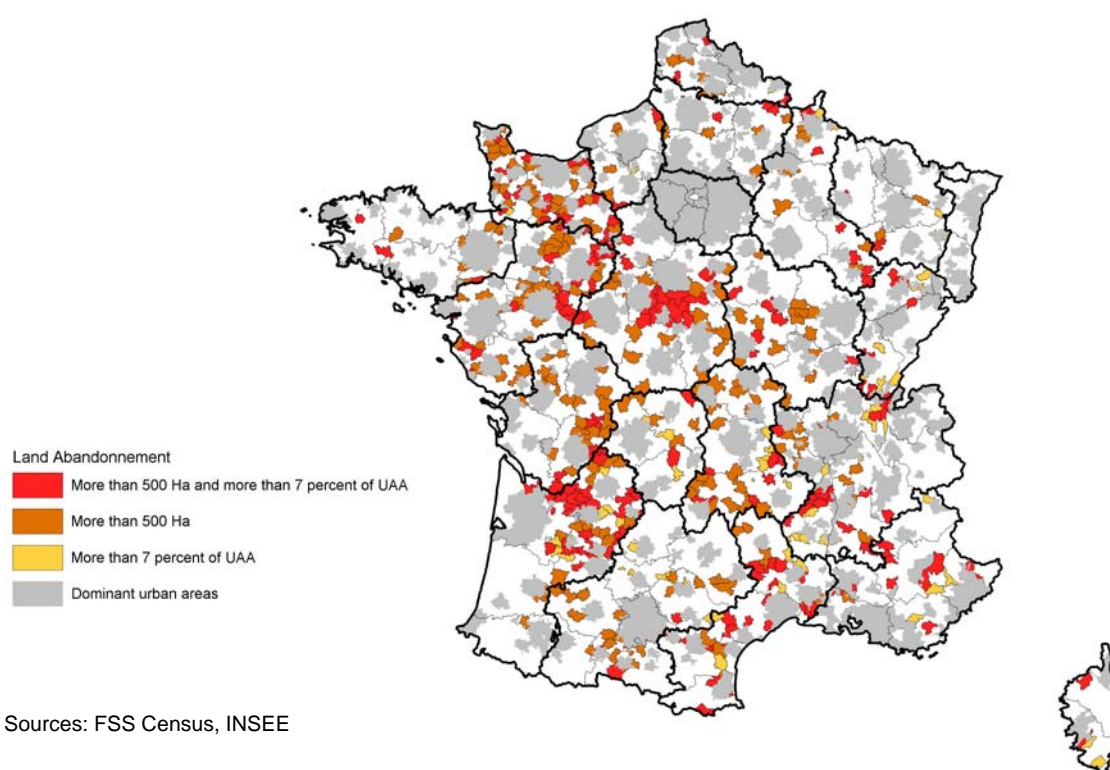 Land Abandonnement
More than 500 Ha and more than 7 percent of UAA
More than 500 Ha
More than 7 percent of UAA
Dominant urban areas
Sources: FSS Census, INSEE